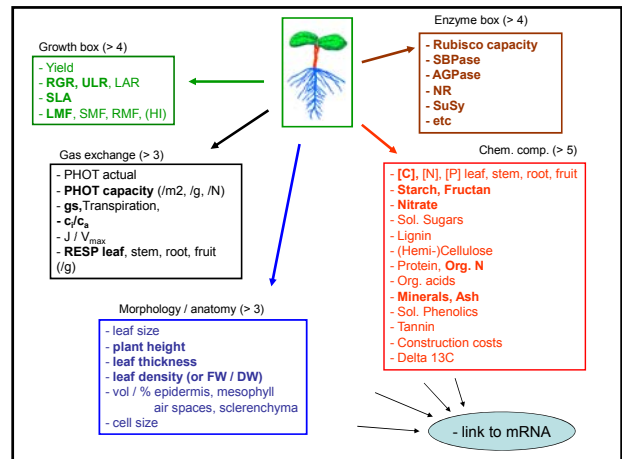 Growth box (> 4)
- Yield
- RGR, ULR, LAR
- SLA
- LMF, SMF, RMF, (HI)
Enzyme box (> 4)
- Rubisco capacity
- SBPase
- AGPase
- NR
- SuSy
- etc
Gas exchange (> 3)
- PHOT actual
- PHOT capacity (/m2, /g, /N)
- gs,Transpiration,
- ci/ca
- J / Vmax
- RESP leaf, stem, root, fruit
(/g)
Chem. comp. (> 5)
- [C], [N], [P] leaf, stem, root, fruit
- Starch, Fructan
- Nitrate
- Sol. Sugars
- Lignin
- (Hemi-)Cellulose
- Protein, Org. N
- Org. acids
- Minerals, Ash
- Sol. Phenolics
- Tannin
- Construction costs
- Delta 13C
Morphology / anatomy (> 3)
- leaf size
- plant height
- leaf thickness
- leaf density (or FW / DW)
- vol / % epidermis, mesophyll
air spaces, sclerenchyma
- cell size
- link to mRNA